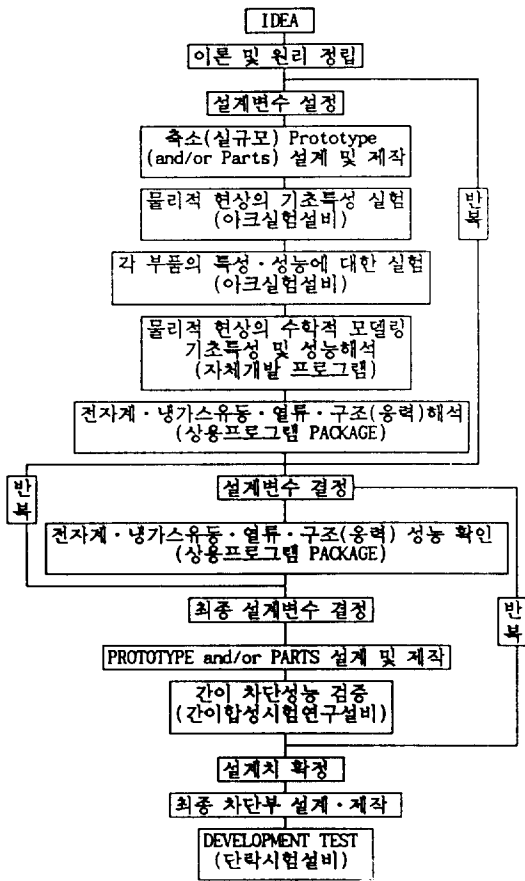 IDEA
이론 및 원리 정립
설계변수 설정
축소(실규모) Prototype
(and/or Parts) 설계 및 제작
물리적 현상의 기초특성 실험
(아크실험설비)
반복
각 부품의 특성·성능에 대한 실험
(아크실험설비)
물리적 현상의 수학적 모델링
기초특성 및 성능해석
(자체개발 프로그램)
전자계·냉가스유동·열류·구조(응력)해석
(상용프로그램 PACKAGE)
반복
설계변수 결정
전자계·냉가스유동·열류·구조(응력) 성능 확인
(상용프로그램 PACKAGE)
최종 설계변수 결정
반복
PROTOTYPE and/or PARTS 설계 및 제작
간이 차단성능 검증
(간이합성시험연구설비)
설계치 확정
최종 차단부 설계·제작
DEVELOPMENT TEST
(단락시험설비)